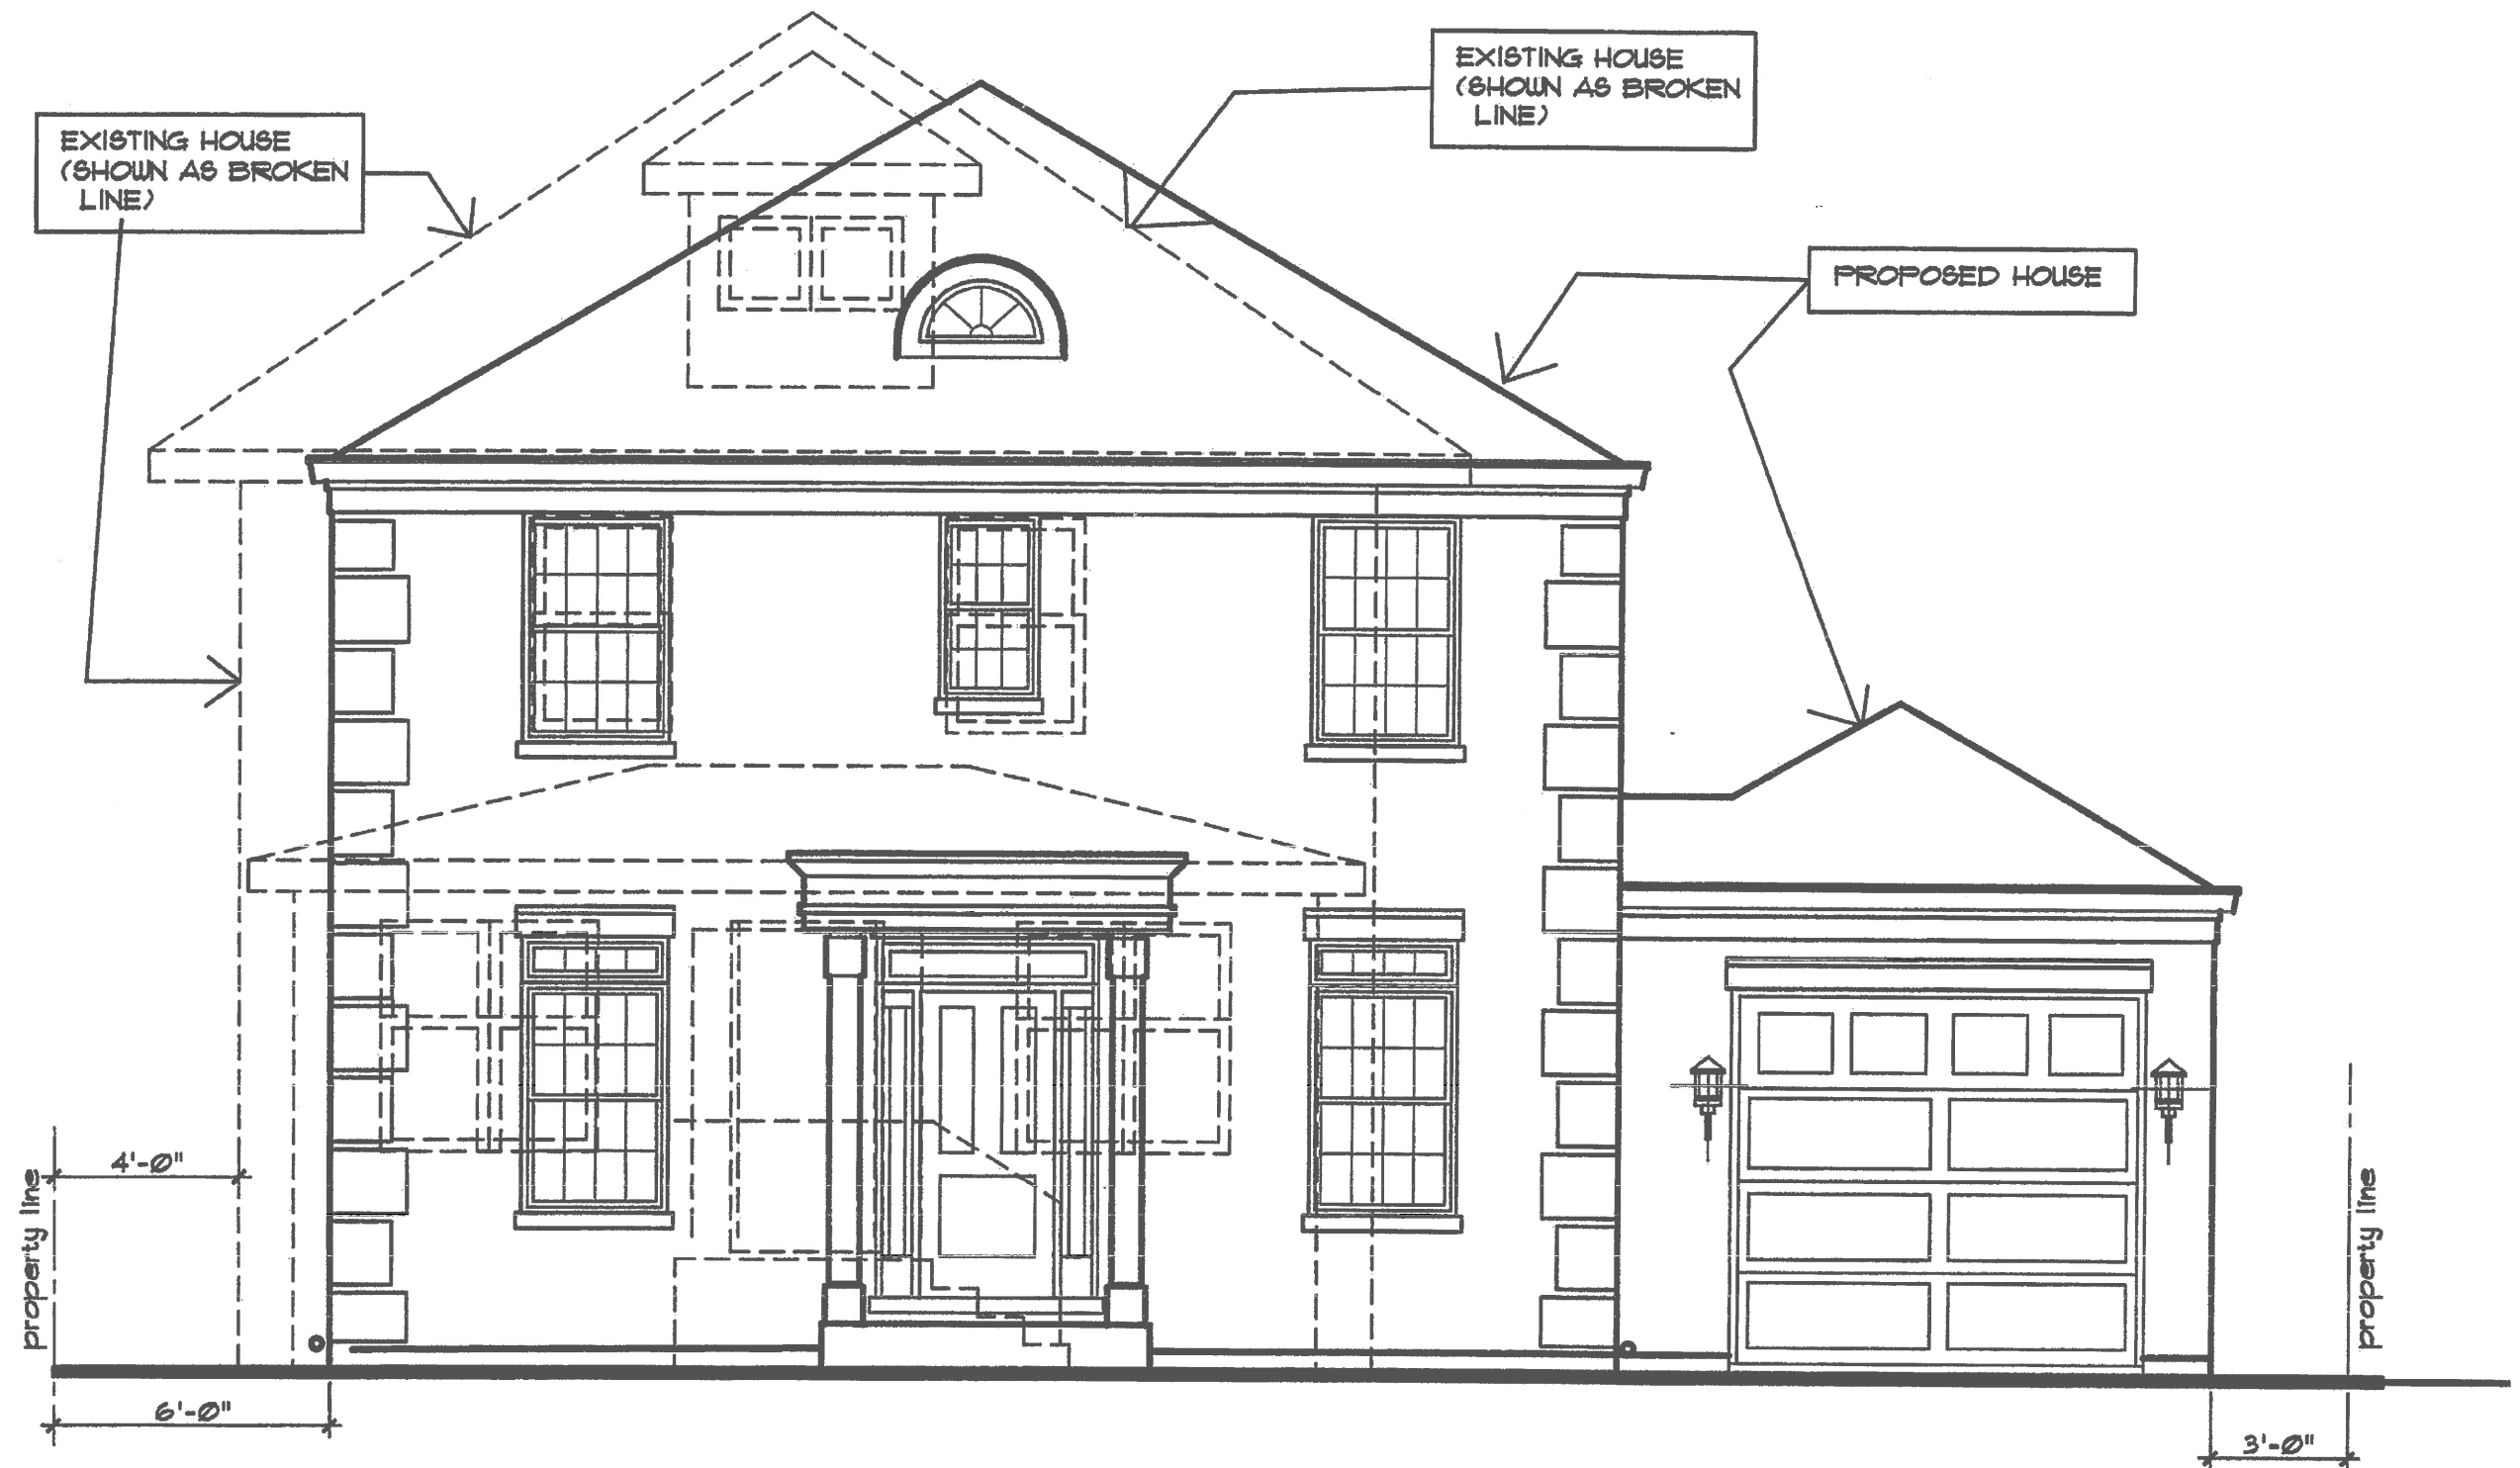 EXISTING HOUSE
(SHOWN AS BROKEN
LINE)
EXISTING HOUSE
(SHOWN AS BROKEN
LINE)
PROPOSED HOUSE
4'-0"
property line
property line
6'-0"
3'-0"